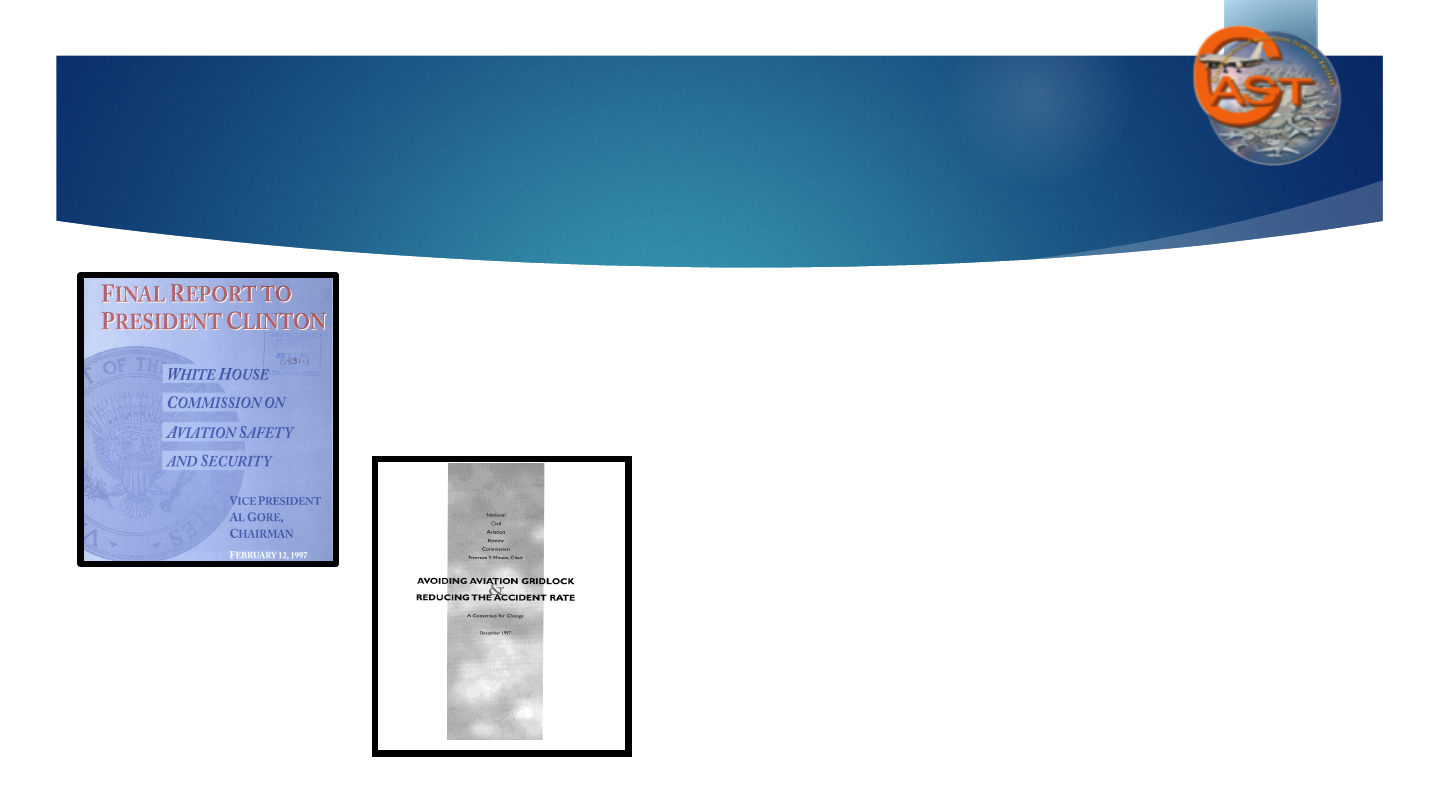 CAST
FINAL REPORT TO
PRESIDENT CLINTON
OF TH
WHITE HOUSE
COMMISSION ON
AVIATION SAFETY
AND SECURITY
VICE PRESIDENT
AL GORE,
CHAIRMAN
FEBRUARY 12, 1997
National
Civil
Aviation
Review
Commission
Norman Y. Mineta, Chair
AVOIDING AVIATION GRIDLOCK
&
REDUCING THE ACCIDENT RATE
A Consensus for Change
December 1997